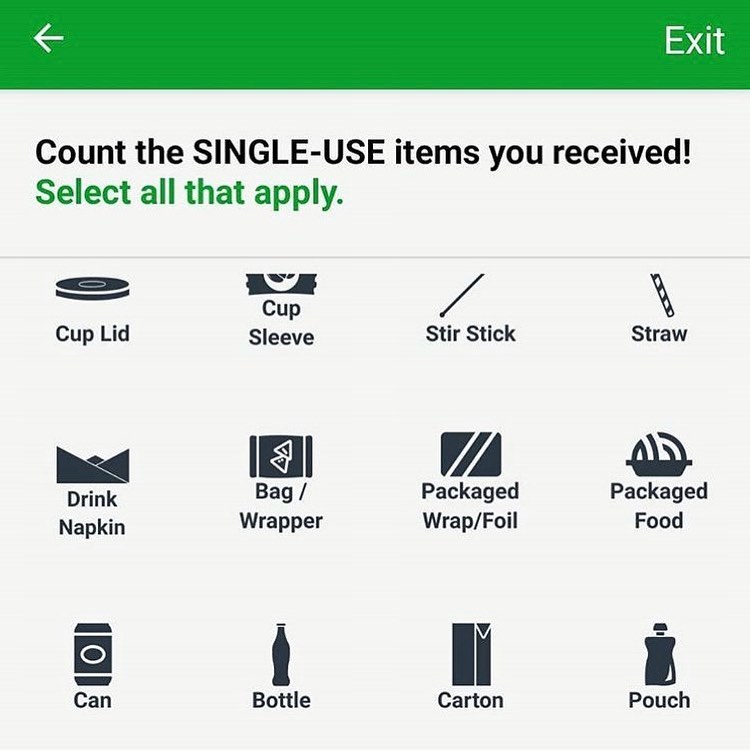 Exit
Count the SINGLE-USE items you received!
Select all that apply.
Cup Lid
Cup
Sleeve
Stir Stick
Straw
Drink
Napkin
Bag /
Wrapper
Packaged
Wrap/Foil
Packaged
Food
Can
Bottle
Carton
Pouch